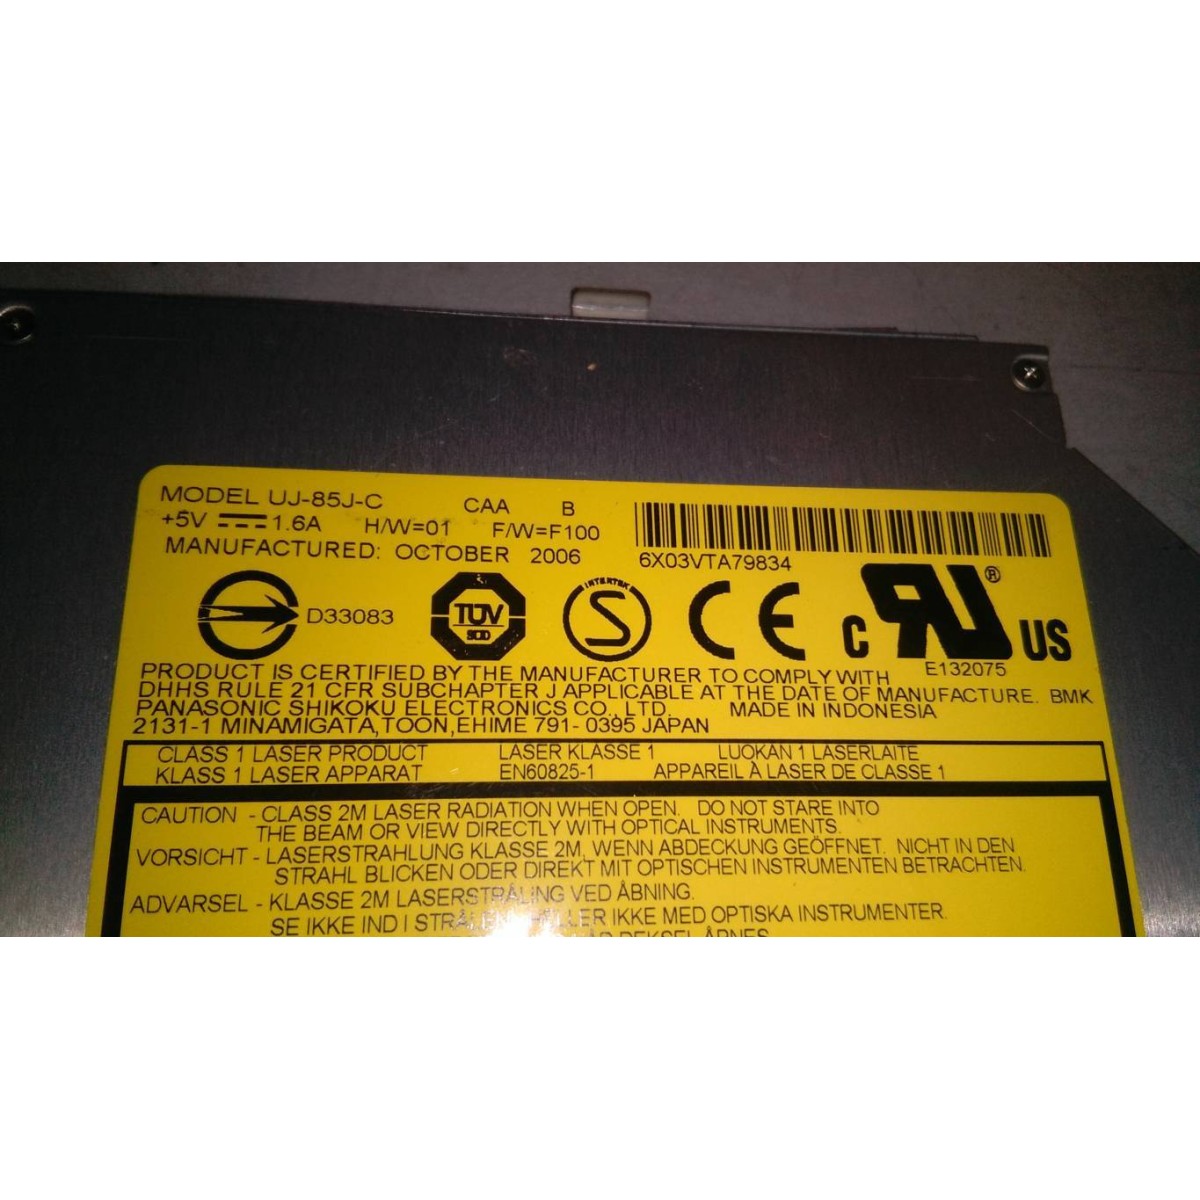 MODEL UJ-85J-C CAA B
+5V 1.6A H/W=01 F/W=F100
MANUFACTURED: OCTOBER 2006
6X03VTA79834
D33083
TÜV
INTERTEK
S
CE
C UR ® US
E132075
PRODUCT IS CERTIFIED BY THE MANUFACTURER TO COMPLY WITH
DHHS RULE 21 CFR SUBCHAPTER J APPLICABLE AT THE DATE OF MANUFACTURE. BMK
PANASONIC SHIKOKU ELECTRONICS CO., LTD. MADE IN INDONESIA
2131-1 MINAMIGATA,TOON,EHIME 791-0395 JAPAN
CLASS 1 LASER PRODUCT LASER KLASSE 1 LUOKAN 1 LASERLAITE
KLASS 1 LASER APPARAT EN60825-1 APPAREIL À LASER DE CLASSE 1
CAUTION - CLASS 2M LASER RADIATION WHEN OPEN. DO NOT STARE INTO
THE BEAM OR VIEW DIRECTLY WITH OPTICAL INSTRUMENTS.
VORSICHT - LASERSTRAHLUNG KLASSE 2M, WENN ABDECKUNG GEÖFFNET. NICHT IN DEN
STRAHL BLICKEN ODER DIREKT MIT OPTISCHEN INSTRUMENTEN BETRACHTEN.
ADVARSEL - KLASSE 2M LASERSTRÅLING VED ÅBNING.
SE IKKE IND I STRÅLEN HELLER IKKE MED OPTISKA INSTRUMENTER.